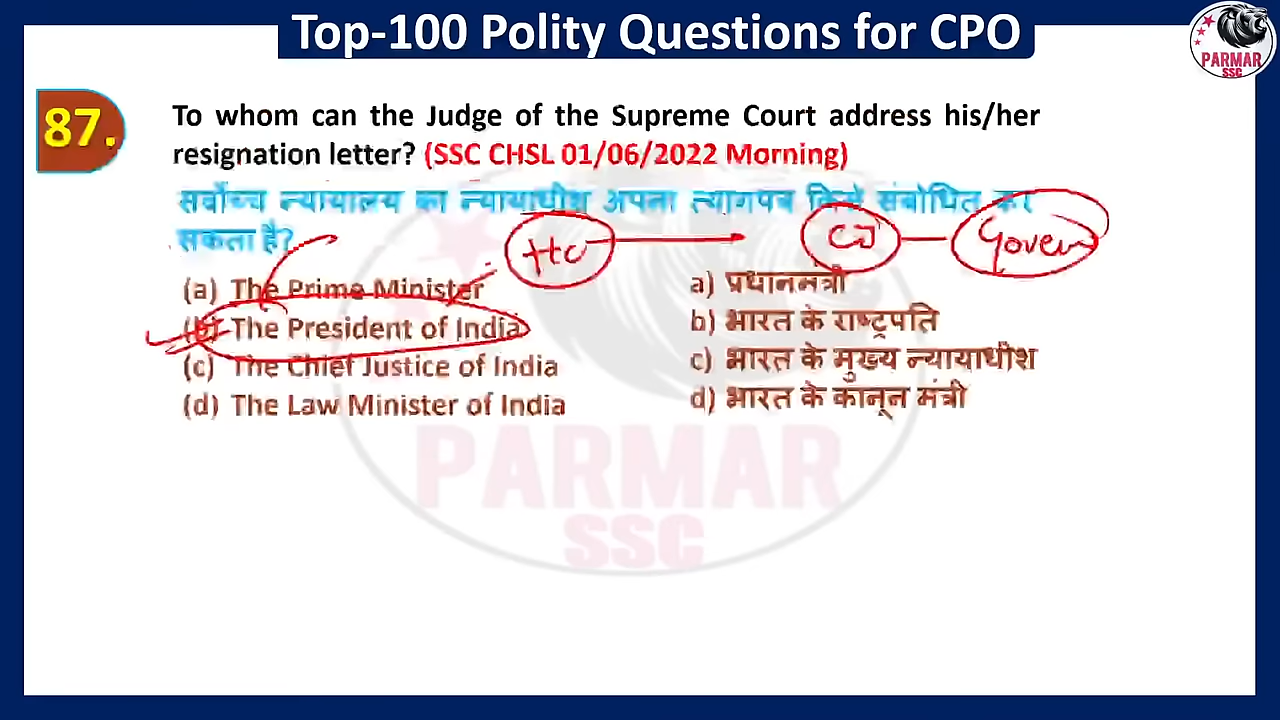 Top-100 Polity Questions for CPO
PARMAR
SSC
87.
To whom can the Judge of the Supreme Court address his/her
resignation letter? (SSC CHSL 01/06/2022 Morning)
सर्वोच्च न्यायालय का न्यायाधीश अपना त्यागपत्र किसे संबोधित कर
सकता है?
HC CJ Govern
(a) The Prime Minister
(b) The President of India
(c) The Chief Justice of India
(d) The Law Minister of India
a) प्रधानमंत्री
b) भारत के राष्ट्रपति
c) भारत के मुख्य न्यायाधीश
d) भारत के कानून मंत्री
PARMAR
SSC